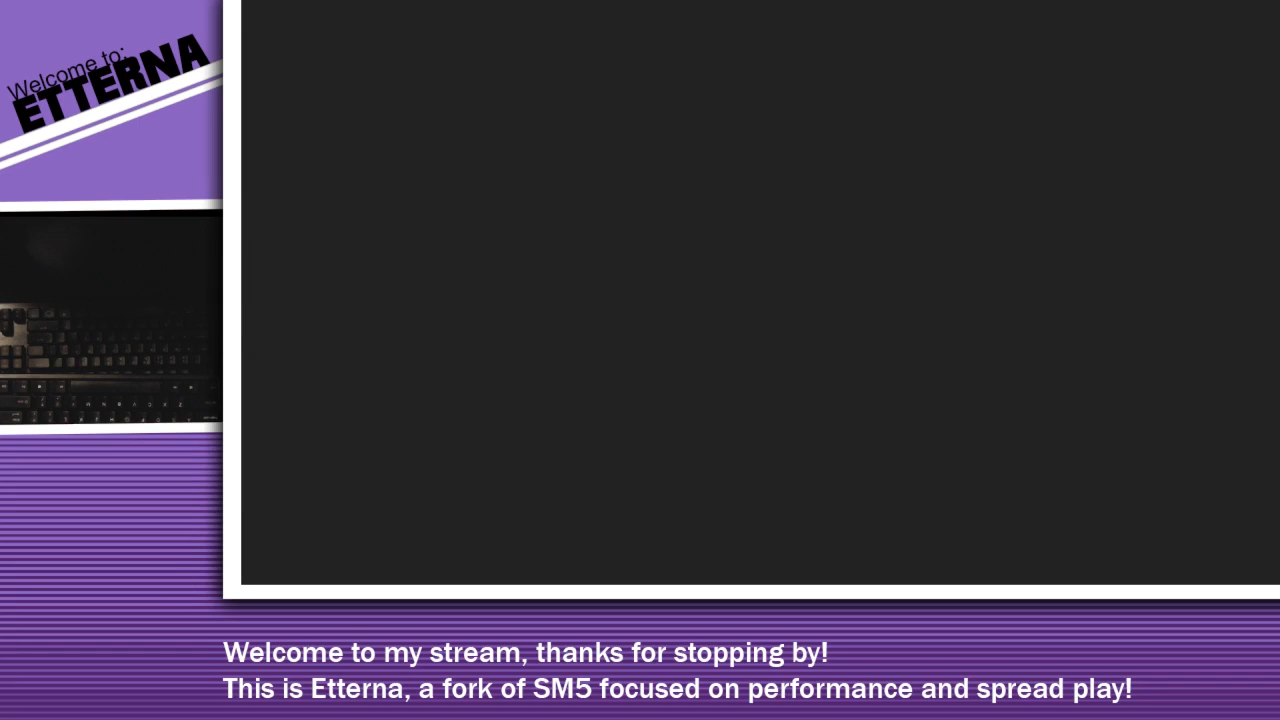 Welcome to:
ETTERNA
Welcome to my stream, thanks for stopping by!
This is Etterna, a fork of SM5 focused on performance and spread play!